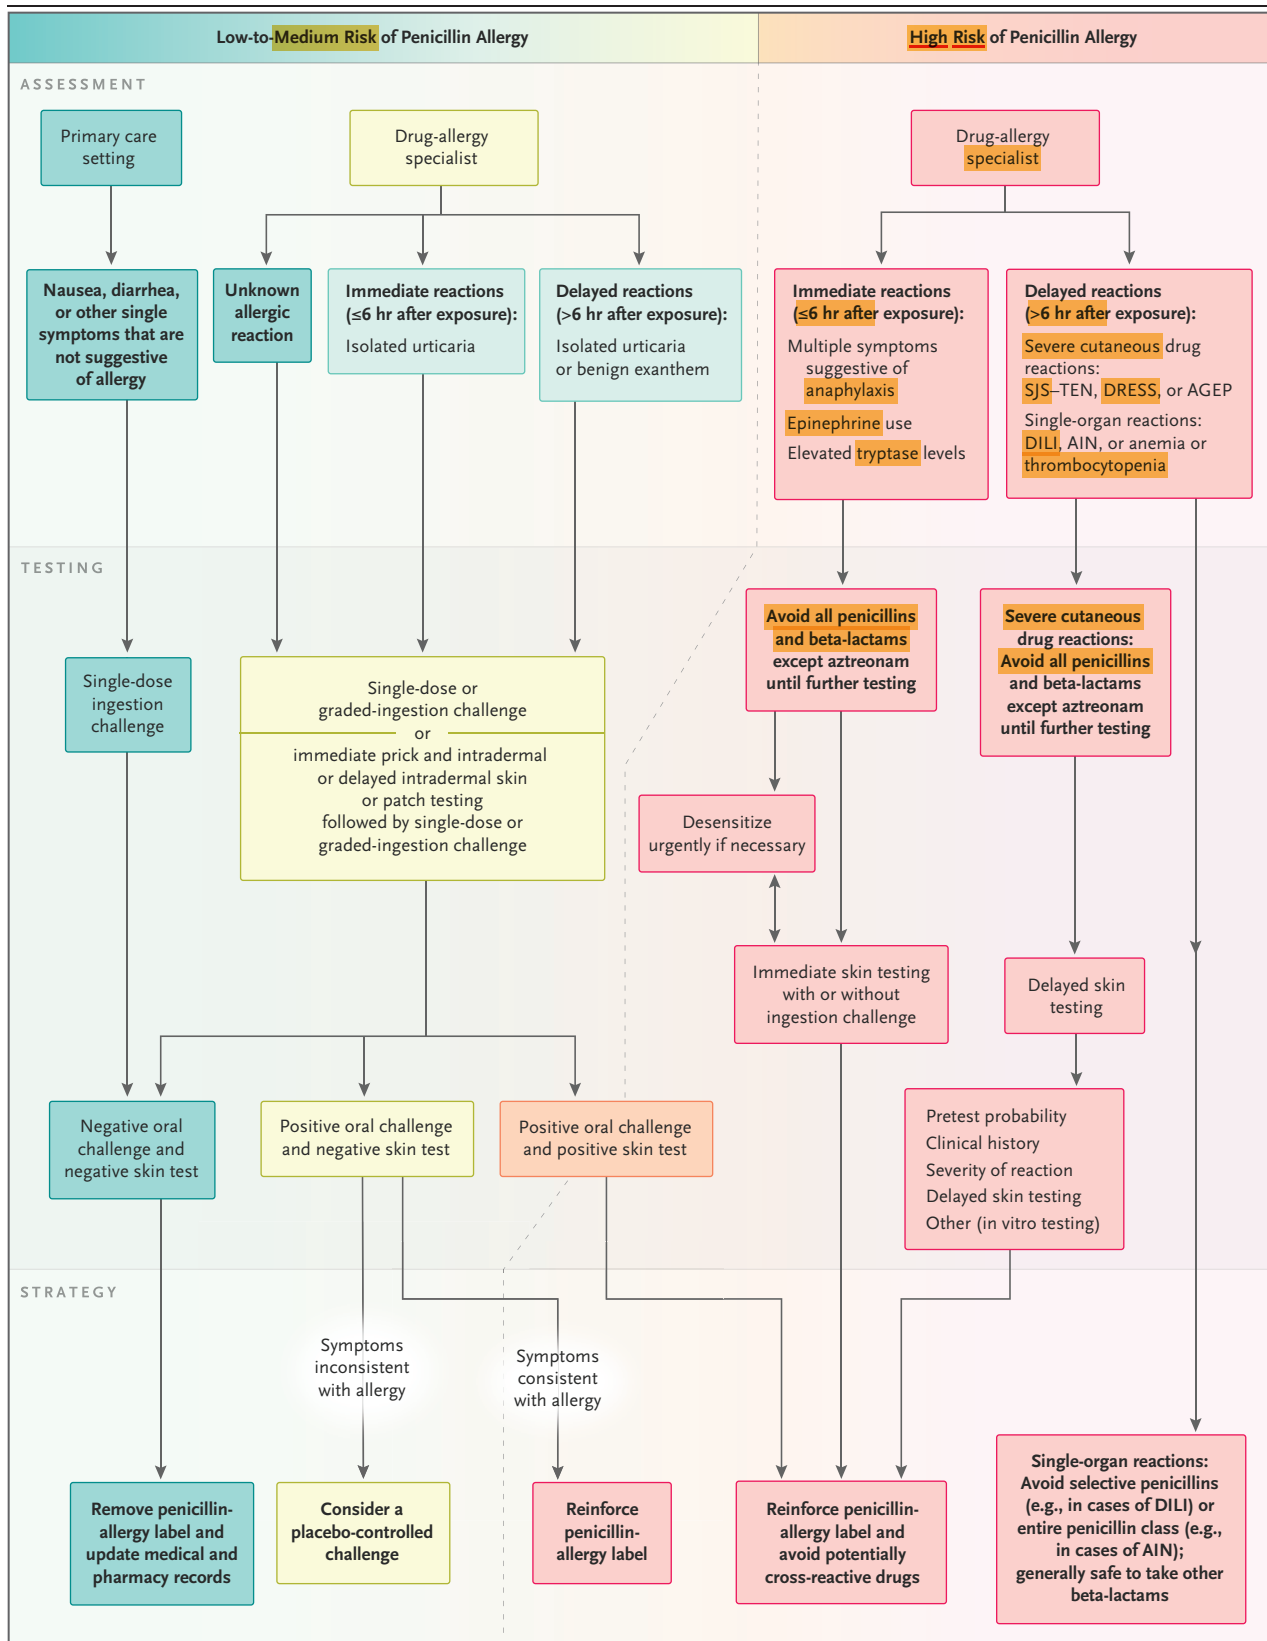 Low-to-Medium Risk of Penicillin Allergy
High Risk of Penicillin Allergy
ASSESSMENT
Primary care
setting
Drug-allergy
specialist
Drug-allergy
specialist
Nausea, diarrhea,
or other single
symptoms that are
not suggestive
of allergy
Unknown
allergic
reaction
Immediate reactions
(≤6 hr after exposure):
Isolated urticaria
Delayed reactions
(>6 hr after exposure):
Isolated urticaria
or benign exanthem
Immediate reactions
(≤6 hr after exposure):
Multiple symptoms
suggestive of
anaphylaxis
Epinephrine use
Elevated tryptase levels
Delayed reactions
(>6 hr after exposure):
Severe cutaneous drug
reactions:
SJS–TEN, DRESS, or AGEP
Single-organ reactions:
DILI, AIN, or anemia or
thrombocytopenia
TESTING
Single-dose
ingestion
challenge
Single-dose or
graded-ingestion challenge
or
immediate prick and intradermal
or delayed intradermal skin
or patch testing
followed by single-dose or
graded-ingestion challenge
Avoid all penicillins
and beta-lactams
except aztreonam
until further testing
Severe cutaneous
drug reactions:
Avoid all penicillins
and beta-lactams
except aztreonam
until further testing
Desensitize
urgently if necessary
Immediate skin testing
with or without
ingestion challenge
Delayed skin
testing
Negative oral
challenge and
negative skin test
Positive oral challenge
and negative skin test
Positive oral challenge
and positive skin test
Pretest probability
Clinical history
Severity of reaction
Delayed skin testing
Other (in vitro testing)
STRATEGY
Symptoms
inconsistent
with allergy
Symptoms
consistent
with allergy
Remove penicillin-
allergy label and
update medical and
pharmacy records
Consider a
placebo-controlled
challenge
Reinforce
penicillin-
allergy label
Reinforce penicillin-
allergy label and
avoid potentially
cross-reactive drugs
Single-organ reactions:
Avoid selective penicillins
(e.g., in cases of DILI) or
entire penicillin class (e.g.,
in cases of AIN);
generally safe to take other
beta-lactams